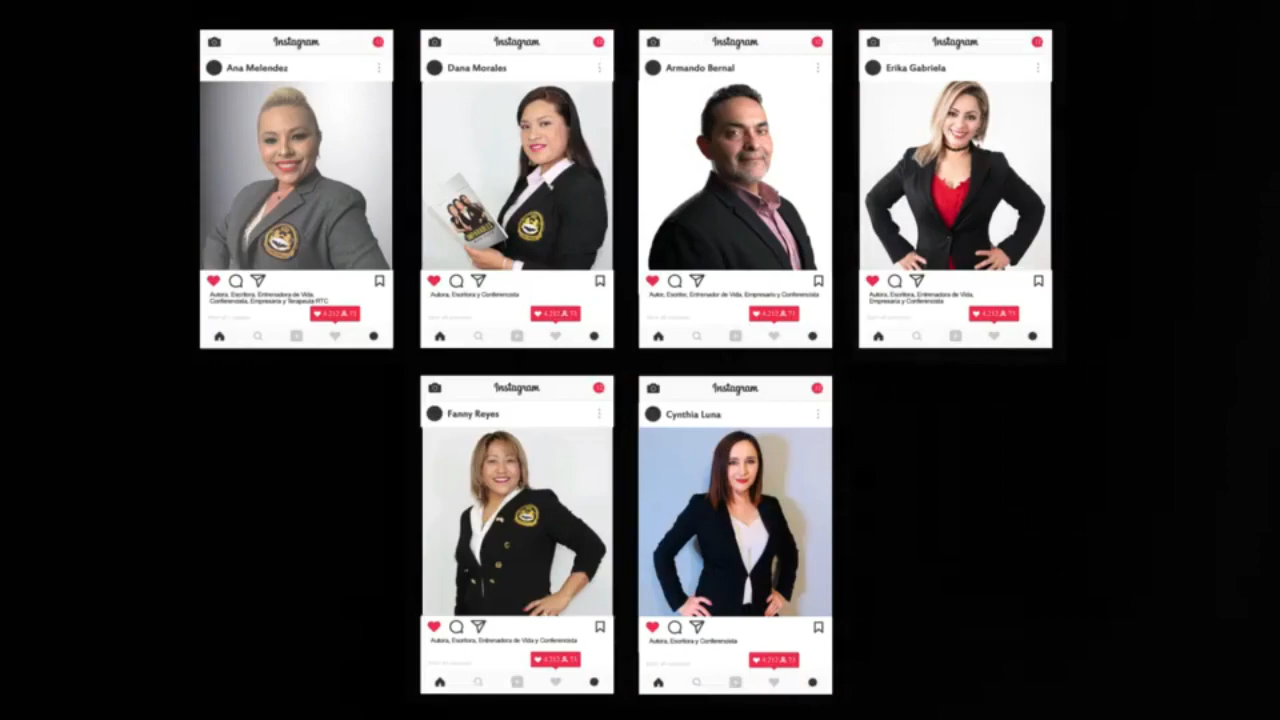 Instagram
Ana Melendez
Autora, Escritora, Entrenadora de Vida,
Conferencista, Empresaria y Terapeuta RTC
Instagram
Dana Morales
Autora, Escritora y Conferencista
Instagram
Armando Bernal
Autor, Escritor, Entrenador de Vida, Empresario y Conferencista
Instagram
Erika Gabriela
Autora, Escritora, Entrenadora de Vida,
Empresaria y Conferencista
Instagram
Fanny Reyes
Autora, Escritora, Entrenadora de Vida y Conferencista
Instagram
Cynthia Luna
Autora, Escritora y Conferencista